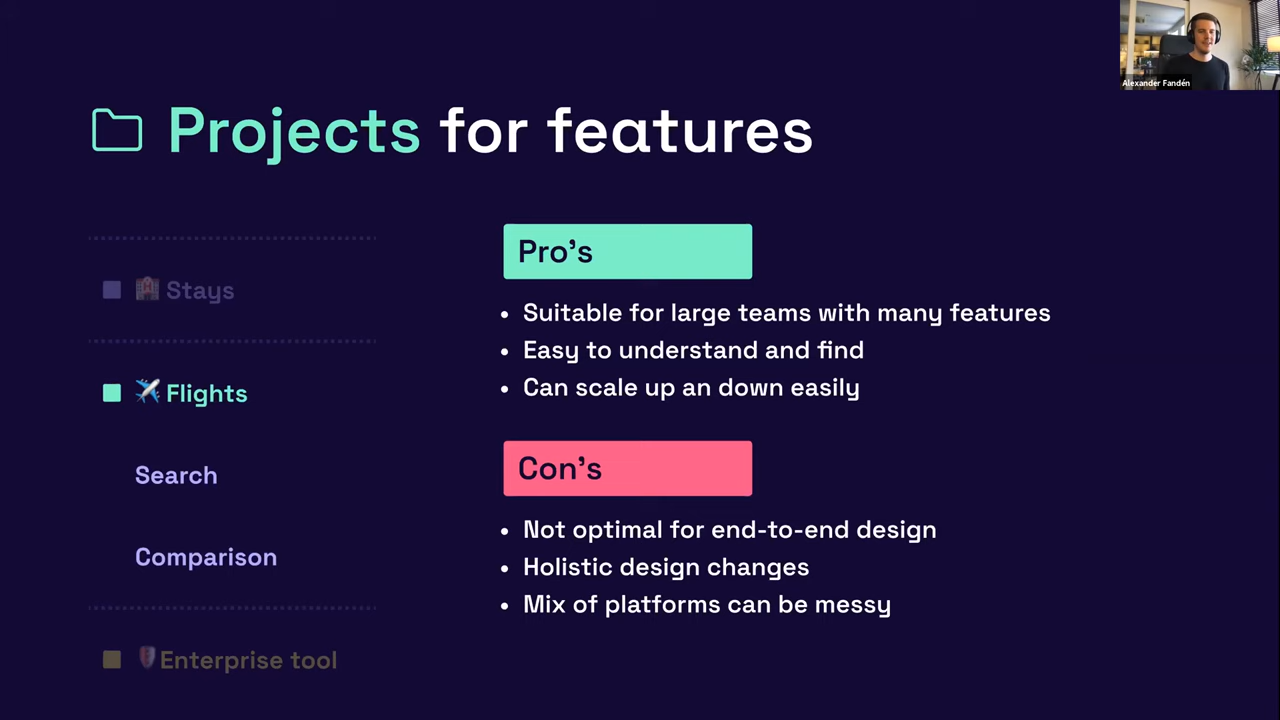 Alexander Fandén
Projects for features
Stays
Flights
Search
Comparison
Enterprise tool
Pro's
• Suitable for large teams with many features
• Easy to understand and find
• Can scale up an down easily
Con's
• Not optimal for end-to-end design
• Holistic design changes
• Mix of platforms can be messy